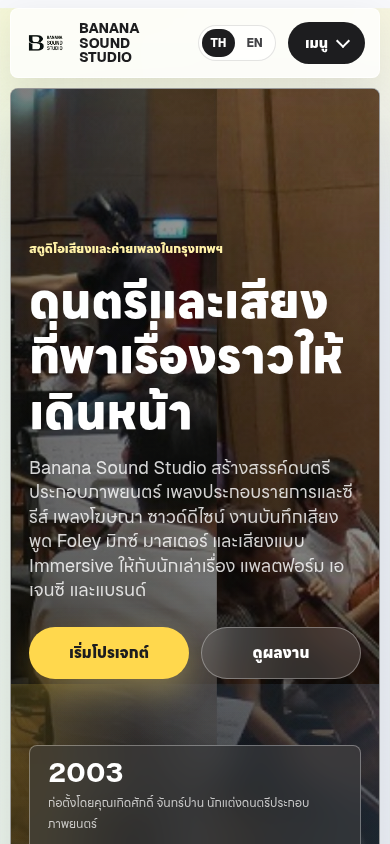 BANANA
SOUND
STUDIO
B
BANANA
SOUND
STUDIO
TH
EN
เมนู
EXIT
สตูดิโอเสียงและค่ายเพลงในกรุงเทพฯ
ดนตรีและเสียง
ที่พาเรื่องราวให้
เดินหน้า
Banana Sound Studio สร้างสรรค์ดนตรี
ประกอบภาพยนตร์ เพลงประกอบรายการและซี
รีส์ เพลงโฆษณา ซาวด์ดีไซน์ งานบันทึกเสียง
พูด Foley มิกซ์ มาสเตอร์ และเสียงแบบ
Immersive ให้กับนักเล่าเรื่อง แพลตฟอร์ม เอ
เจนซี และแบรนด์
เริ่มโปรเจกต์
ดูผลงาน
2003
ก่อตั้งโดยคุณเกิดศักดิ์ จันทร์ปาน นักแต่งดนตรีประกอบ
ภาพยนตร์